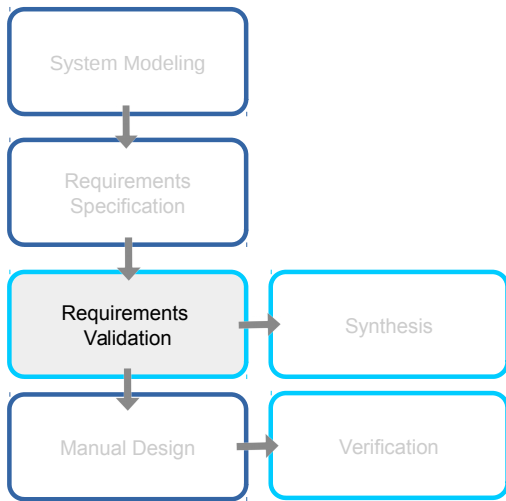 System Modeling
Requirements
Specification
Requirements
Validation
Synthesis
Manual Design
Verification